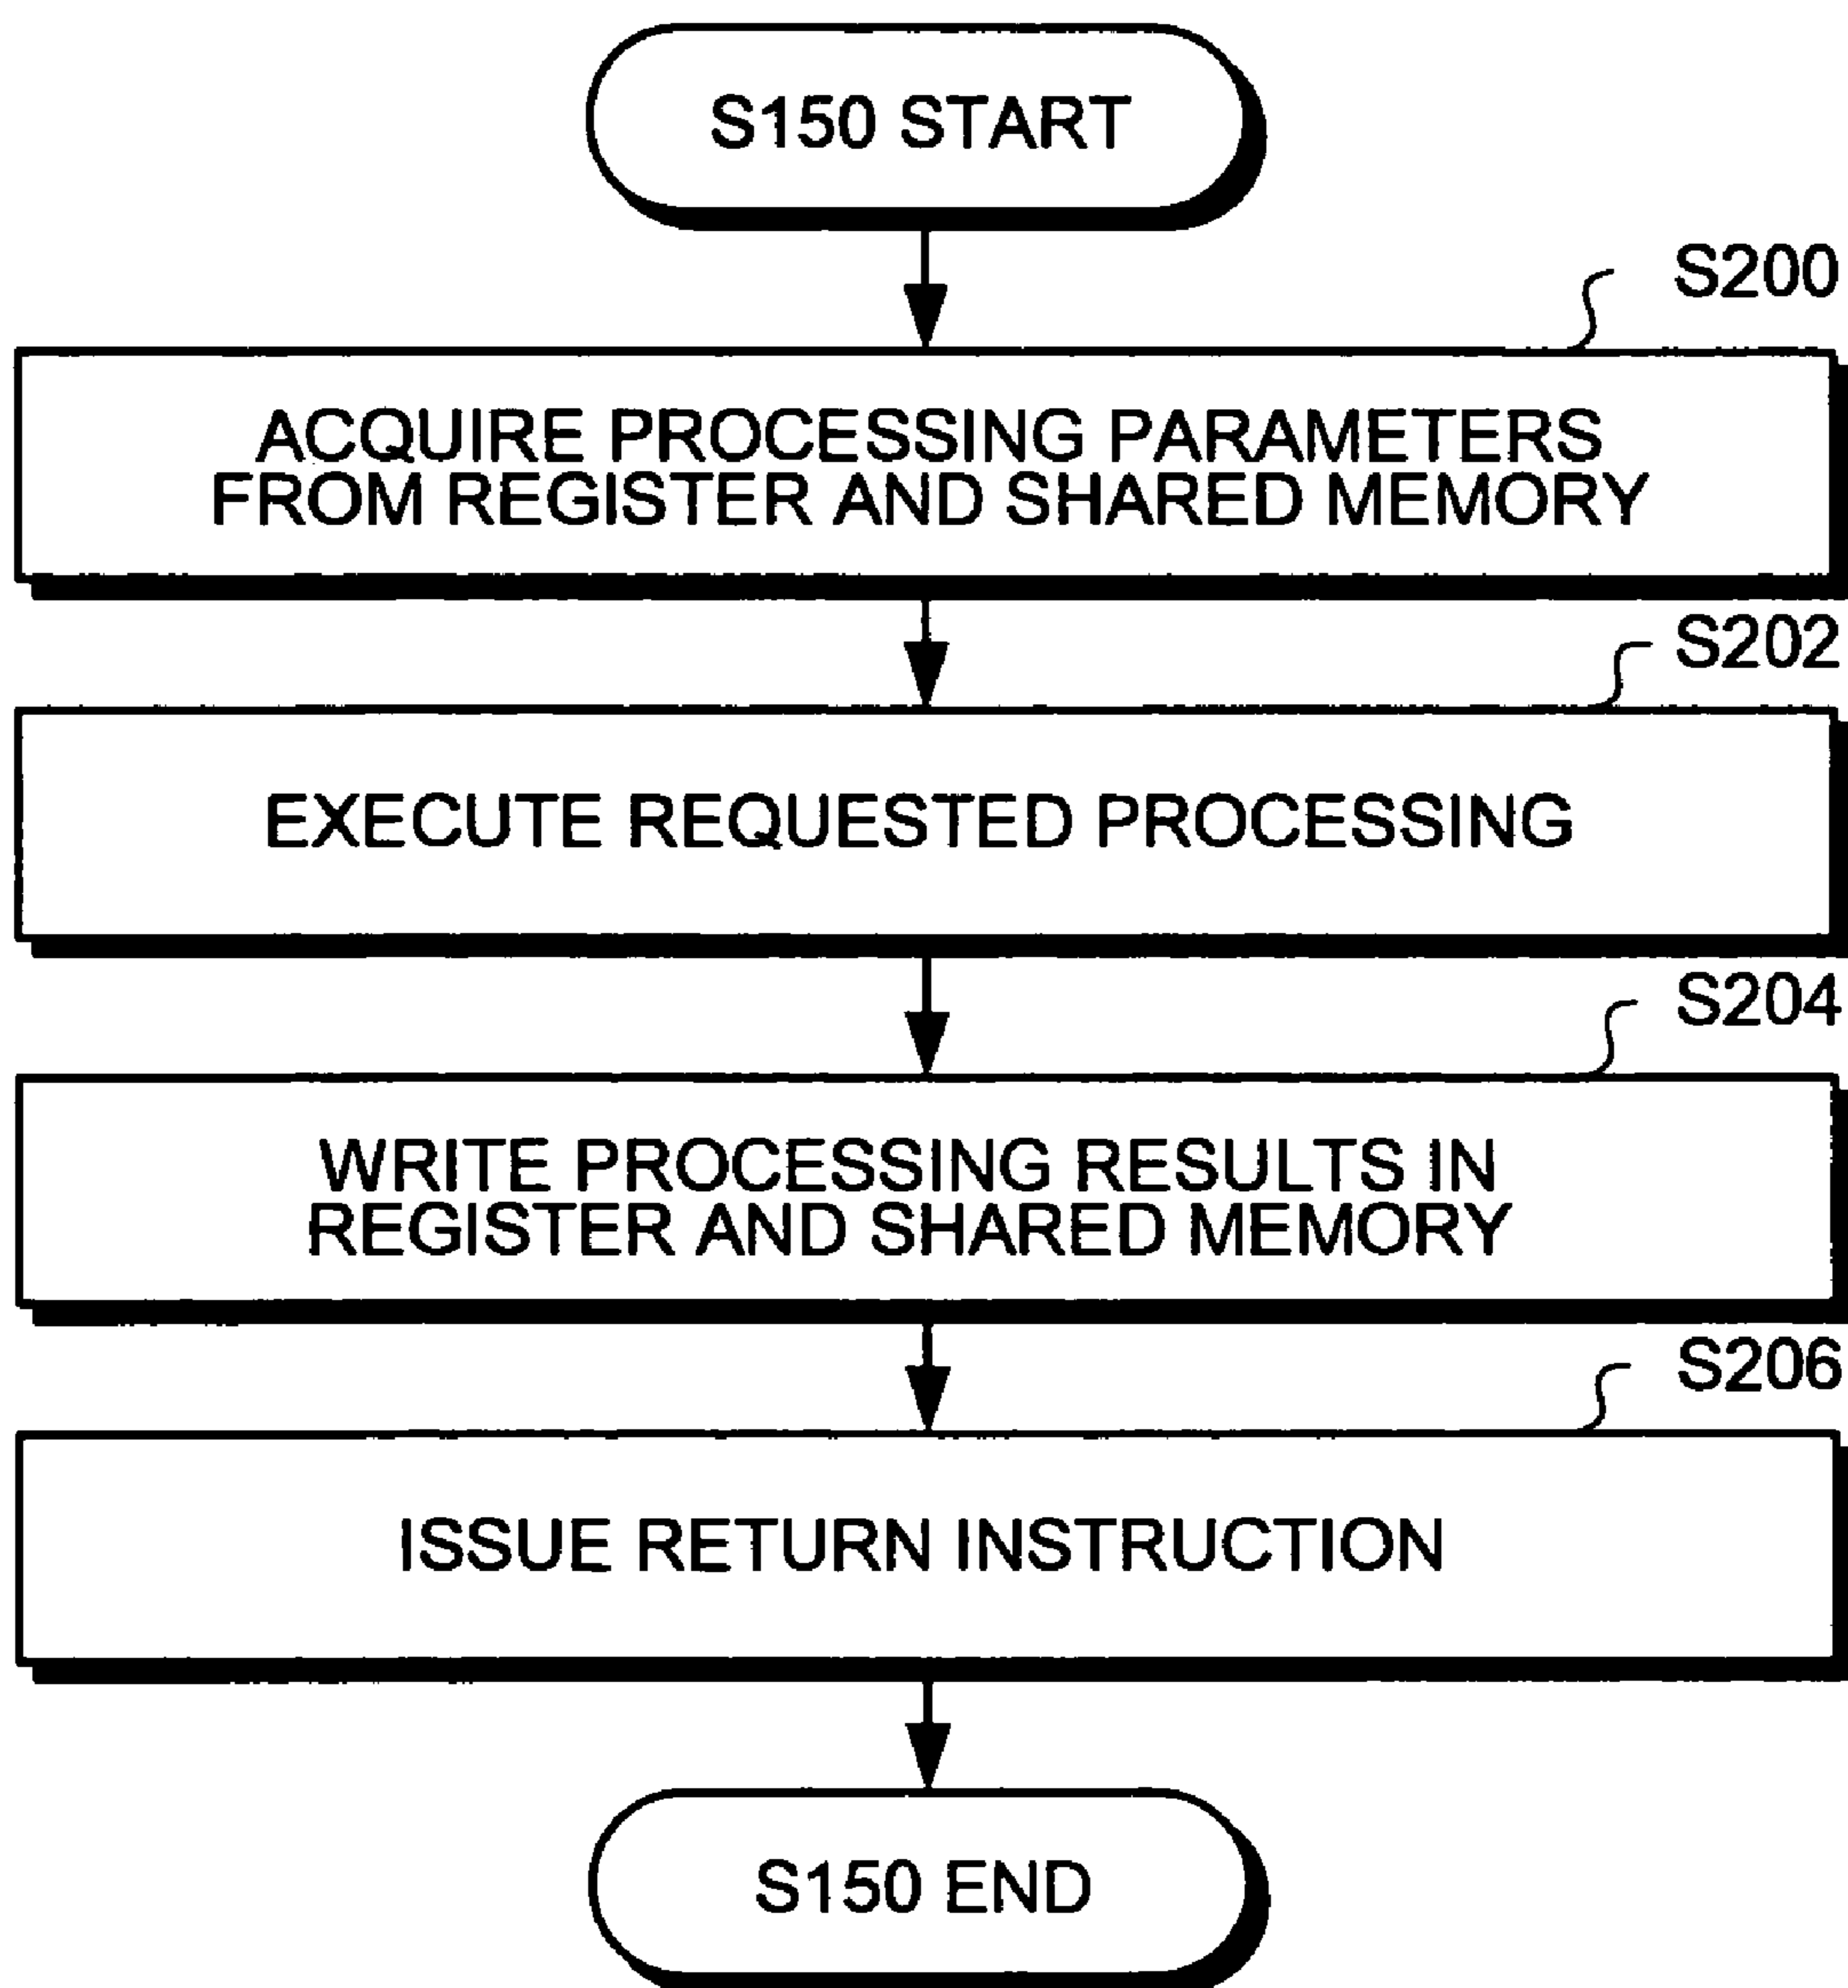 S150 START
S200
ACQUIRE PROCESSING PARAMETERS
FROM REGISTER AND SHARED MEMORY
S202
EXECUTE REQUESTED PROCESSING
S204
WRITE PROCESSING RESULTS IN
REGISTER AND SHARED MEMORY
S206
ISSUE RETURN INSTRUCTION
S150 END